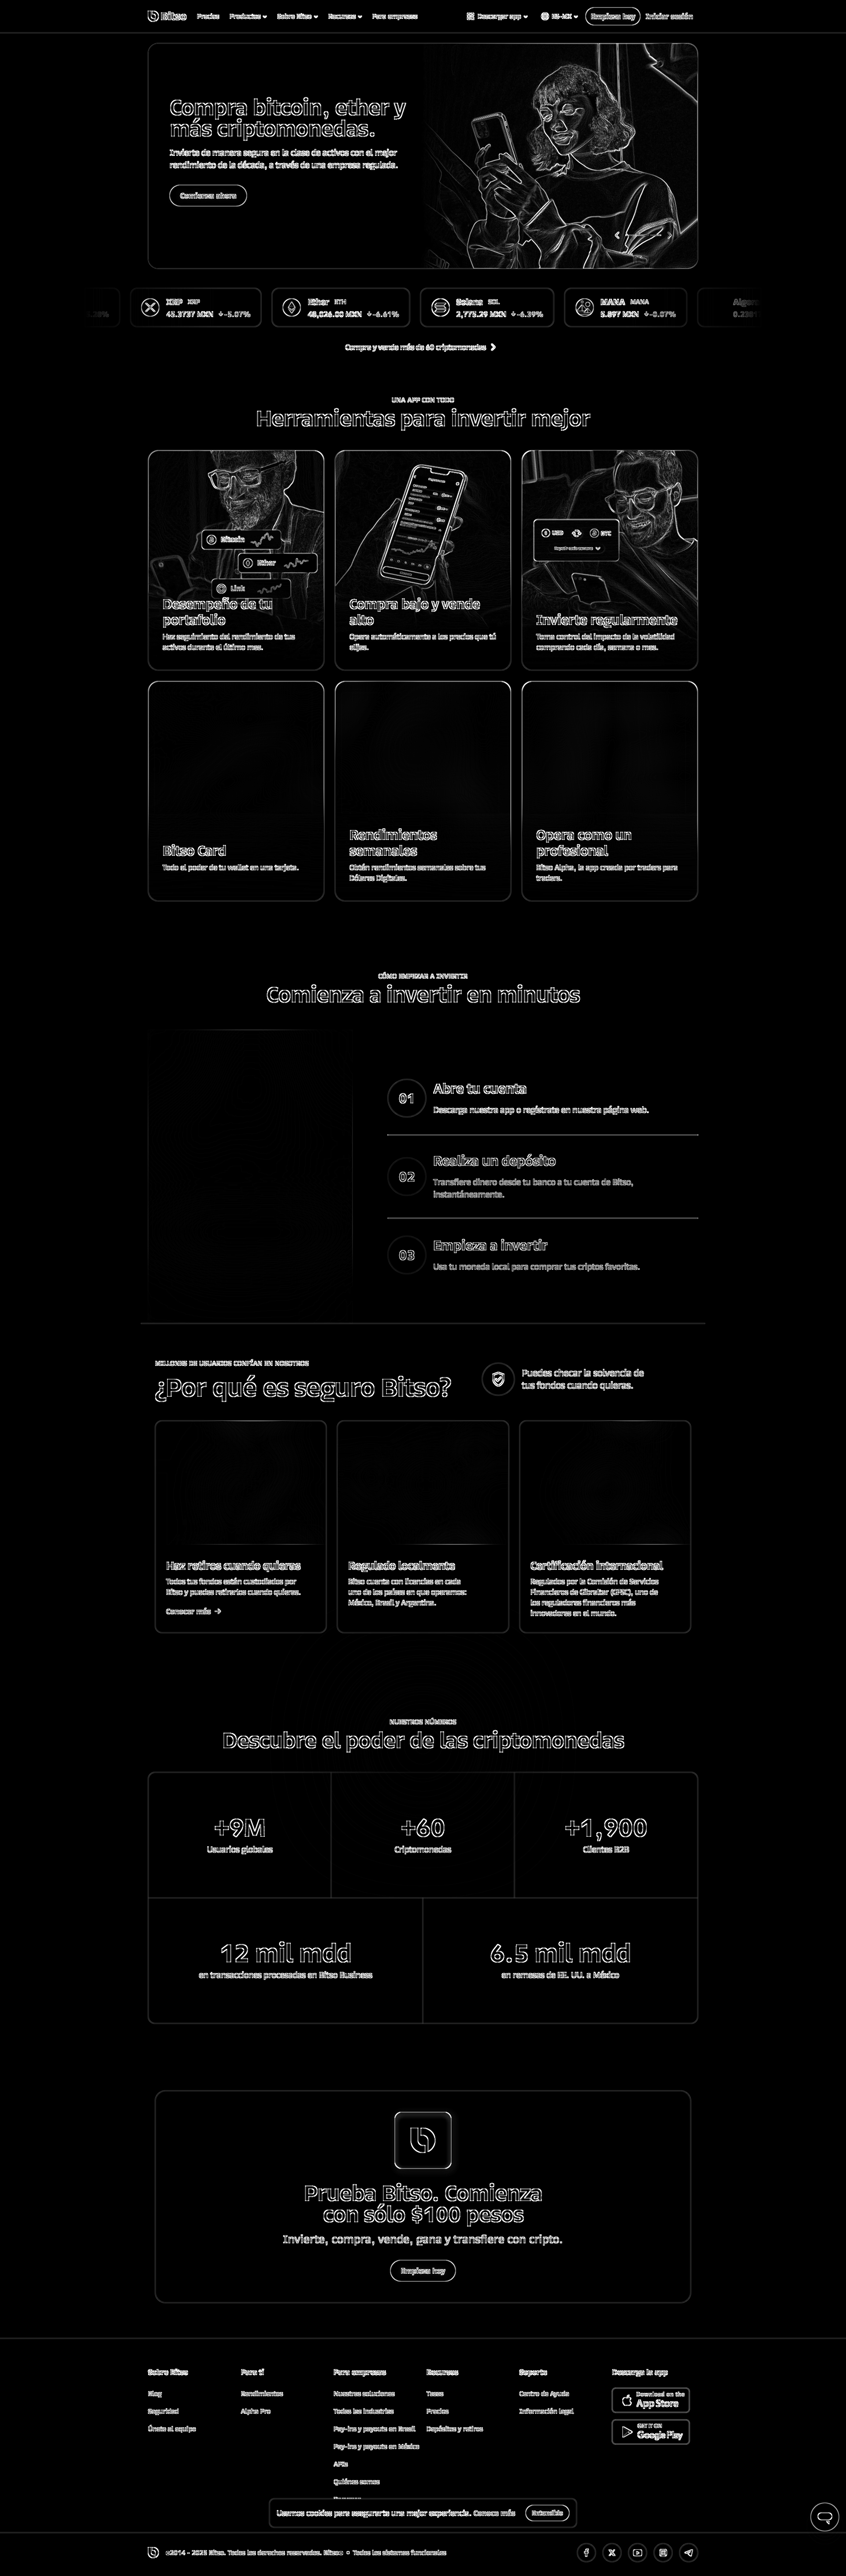 Bitso Precios Productos Sobre Bitso Recursos Para empresas Descargar app ES-MX Empieza hoy Iniciar sesión
Compra bitcoin, ether y
más criptomonedas.
Invierte de manera segura en la clase de activos con el mejor
rendimiento de la década, a través de una empresa regulada.
Comienza ahora
XRP XRP
45.3737 MXN -5.07%
Ether ETH
48,026.00 MXN -6.61%
Solana SOL
2,775.29 MXN -6.39%
MANA MANA
5.897 MXN -0.07%
Compra y vende más de 60 criptomonedas
UNA APP CON TODO
Herramientas para invertir mejor
Bitcoin
Ether
Link
Desempeño de tu
portafolio
Haz seguimiento del rendimiento de tus
activos durante el último mes.
Compra bajo y vende
alto
Opera automáticamente a los precios que tú
elijas.
USD BTC
Invierte regularmente
Toma control del impacto de la volatilidad
comprando cada día, semana o mes.
Bitso Card
Todo el poder de tu wallet en una tarjeta.
Rendimientos
semanales
Obtén rendimientos semanales sobre tus
Dólares Digitales.
Opera como un
profesional
Bitso Alpha, la app creada por traders para
traders.
CÓMO EMPEZAR A INVERTIR
Comienza a invertir en minutos
01
Abre tu cuenta
Descarga nuestra app o regístrate en nuestra página web.
02
Realiza un depósito
Transfiere dinero desde tu banco a tu cuenta de Bitso,
instantáneamente.
03
Empieza a invertir
Usa tu moneda local para comprar tus criptos favoritas.
MILLONES DE USUARIOS CONFÍAN EN NOSOTROS
¿Por qué es seguro Bitso?
Puedes checar la solvencia de
tus fondos cuando quieras.
Haz retiros cuando quieras
Todos tus fondos están custodiados por
Bitso y puedes retirarlos cuando quieras.
Conocer más
Regulado localmente
Bitso cuenta con licencias en cada
uno de los países en que operamos:
México, Brasil y Argentina.
Certificación internacional
Regulados por la Comisión de Servicios
Financieros de Gibraltar (GFSC), uno de
los reguladores financieros más
innovadores en el mundo.
NUESTROS NÚMEROS
Descubre el poder de las criptomonedas
+9M
Usuarios globales
+60
Criptomonedas
+1,900
Clientes B2B
12 mil mdd
en transacciones procesadas en Bitso Business
6.5 mil mdd
en remesas de EE. UU. a México
Prueba Bitso. Comienza
con sólo $100 pesos
Invierte, compra, vende, gana y transfiere con cripto.
Empieza hoy
Sobre Bitso
Blog
Seguridad
Únete al equipo
Para ti
Rendimientos
Alpha Pro
Para empresas
Nuestras soluciones
Todas las industrias
Pay-ins y payouts en Brasil
Pay-ins y payouts en México
APIs
Quiénes somos
Recursos
Tasas
Precios
Depósitos y retiros
Soporte
Centro de Ayuda
Información legal
Descarga la app
Download on the
App Store
GET IT ON
Google Play
Usamos cookies para asegurarte una mejor experiencia. Conoce más Entendido
©2014 - 2025 Bitso. Todos los derechos reservados. Todos los sistemas funcionales